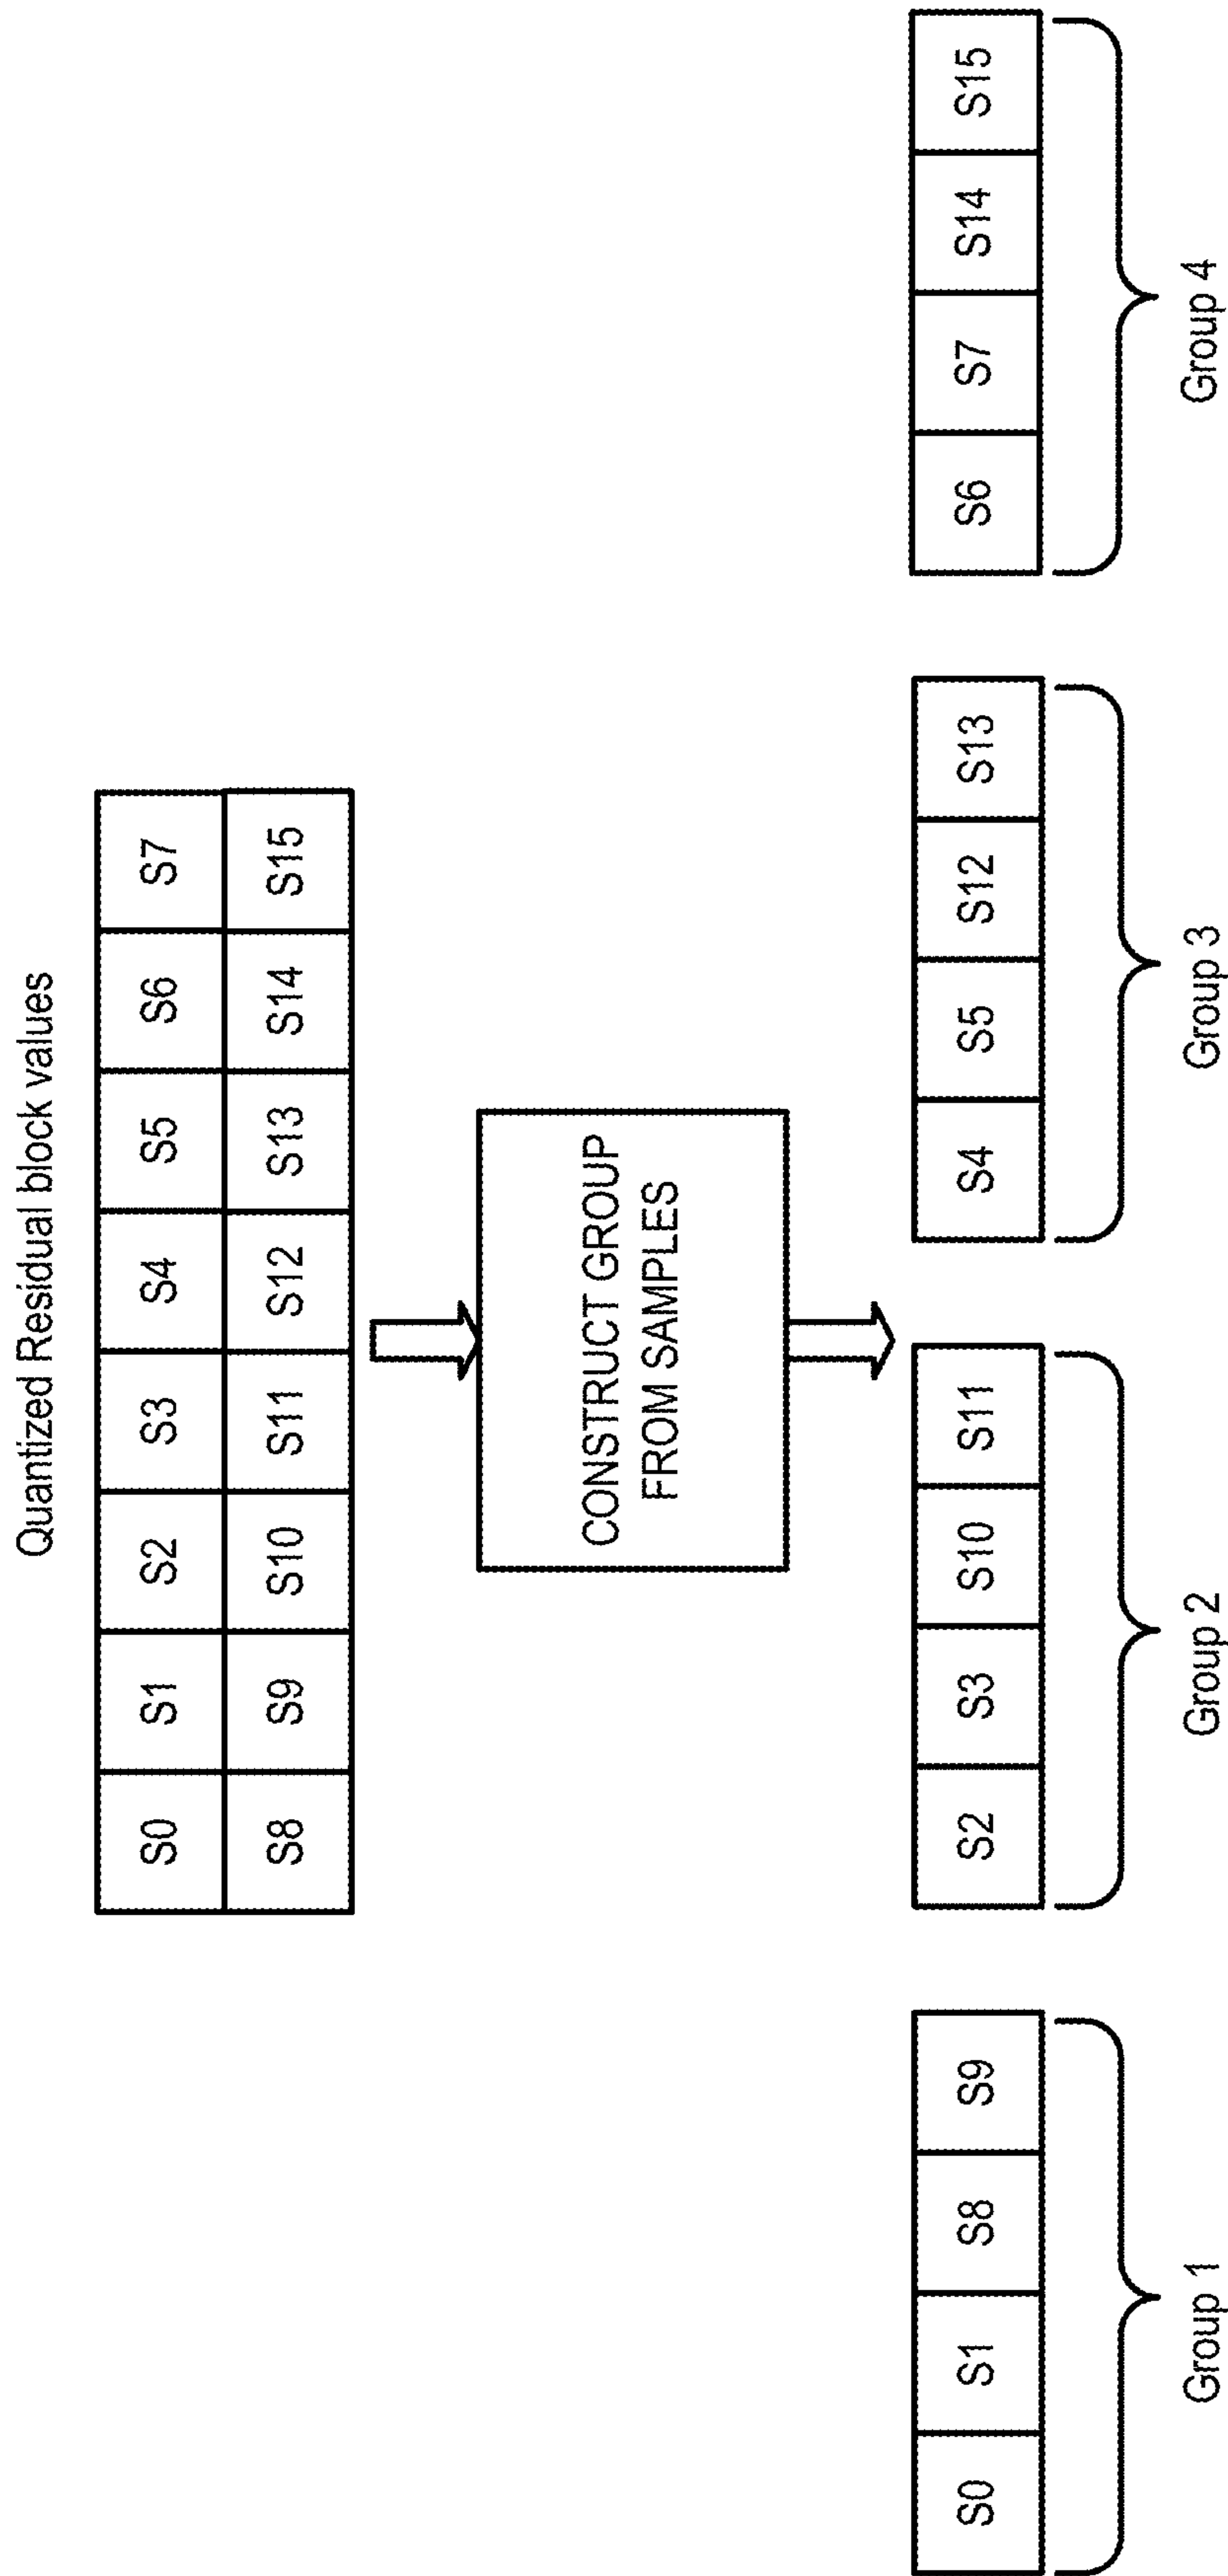 Quantized Residual block values
S0 S1 S2 S3 S4 S5 S6 S7
S8 S9 S10 S11 S12 S13 S14 S15
CONSTRUCT GROUP
FROM SAMPLES
S0 S1 S8 S9
S2 S3 S10 S11
S4 S5 S12 S13
S6 S7 S14 S15
Group 1
Group 2
Group 3
Group 4